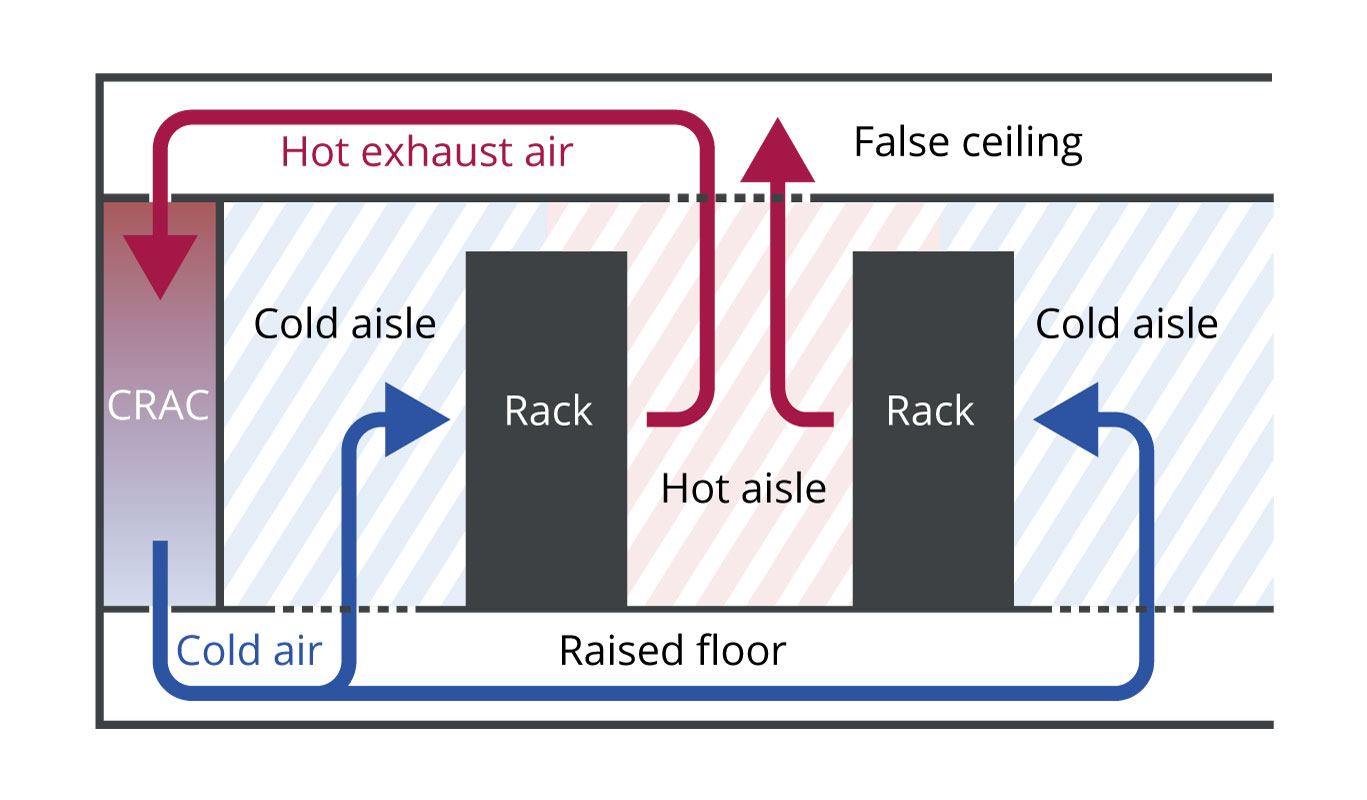 Hot exhaust air
False ceiling
Cold aisle
Cold aisle
CRAC
Rack
Rack
Hot aisle
Cold air
Raised floor